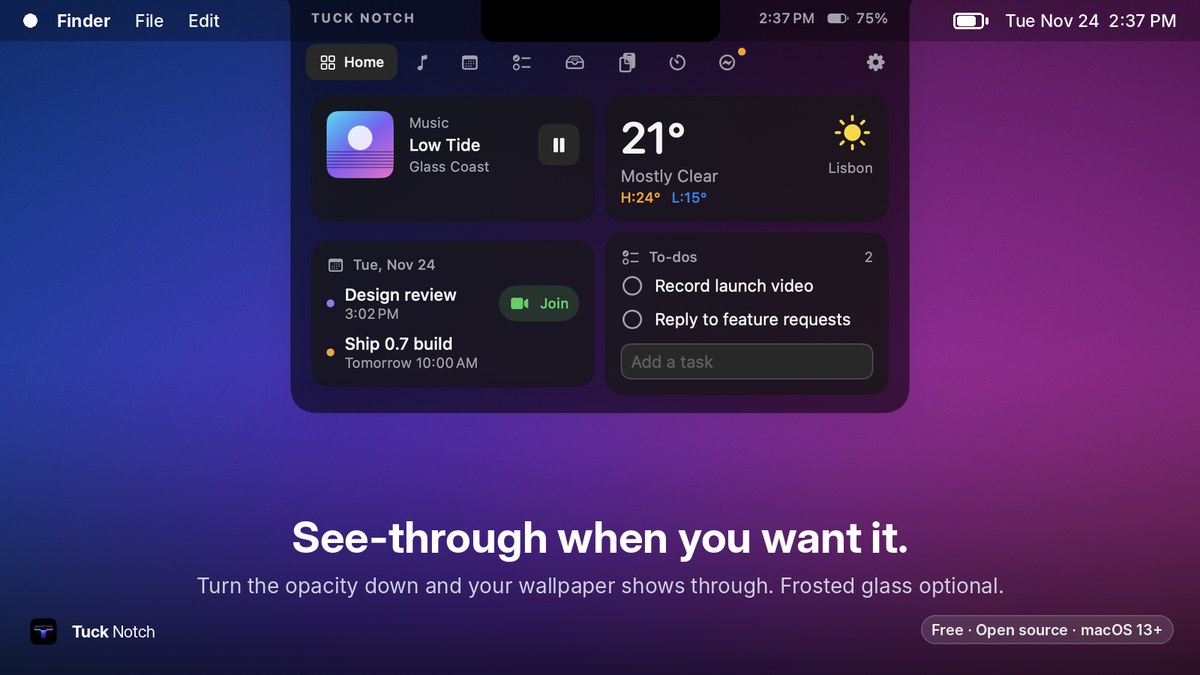 Finder File Edit
TUCK NOTCH
2:37 PM 75%
Tue Nov 24 2:37 PM
Home
Music
Low Tide
Glass Coast
21°
Mostly Clear
H:24° L:15°
Lisbon
Tue, Nov 24
Design review
3:02 PM
Join
Ship 0.7 build
Tomorrow 10:00 AM
To-dos 2
Record launch video
Reply to feature requests
Add a task
See-through when you want it.
Turn the opacity down and your wallpaper shows through. Frosted glass optional.
Tuck Notch
Free · Open source · macOS 13+